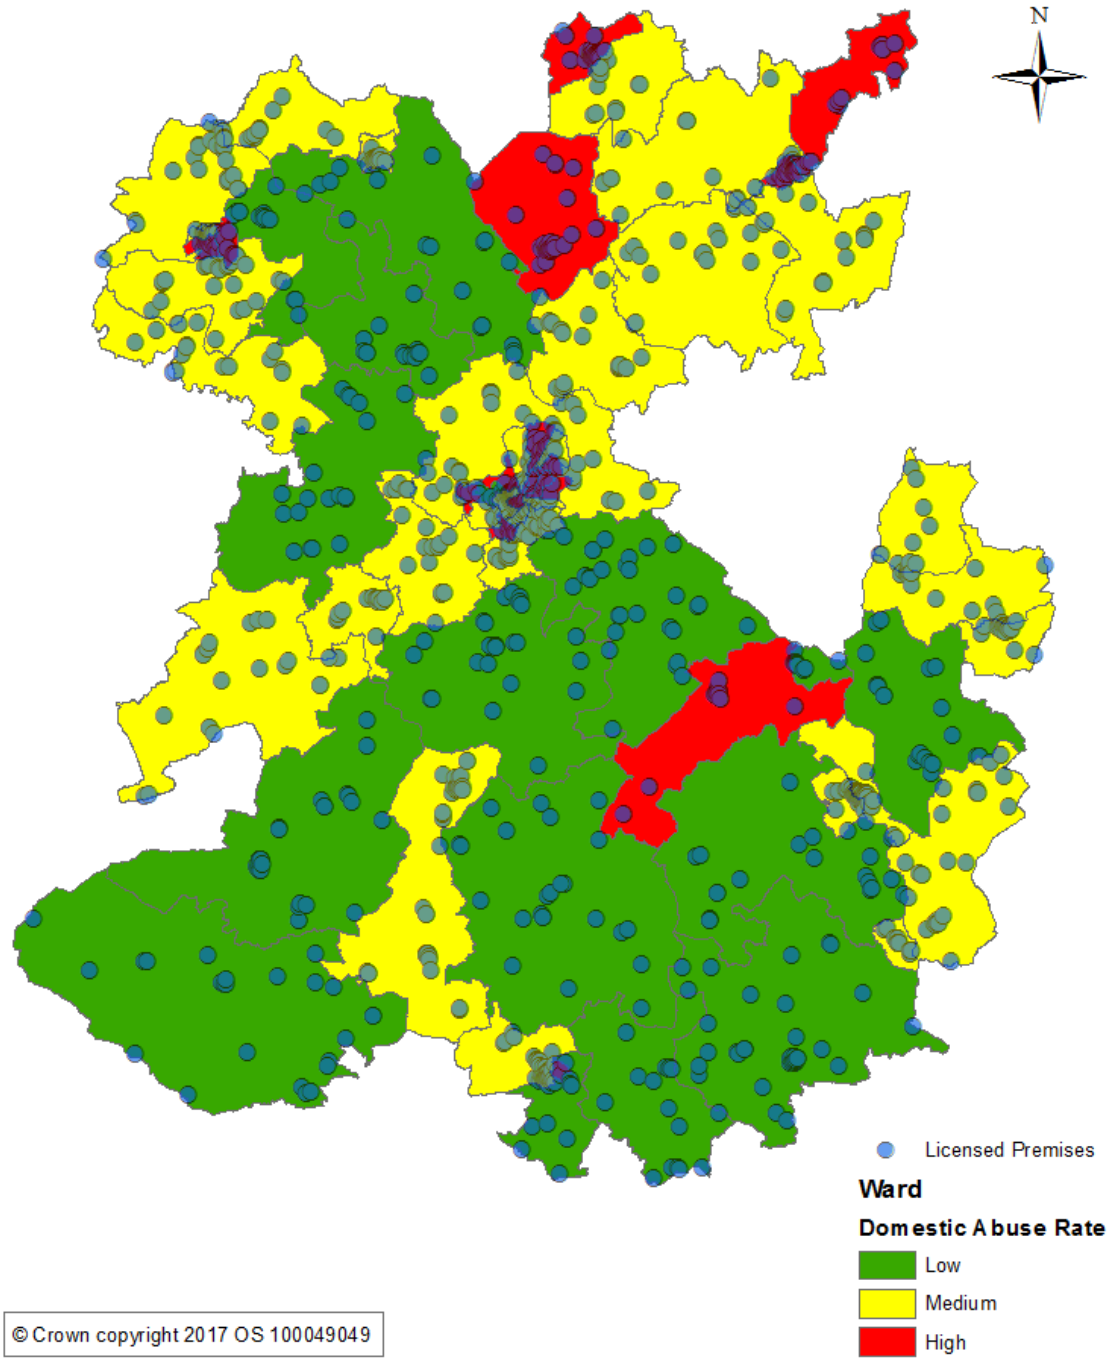 N
Licensed Premises
Ward
Domestic Abuse Rate
Low
Medium
High
© Crown copyright 2017 OS 100049049